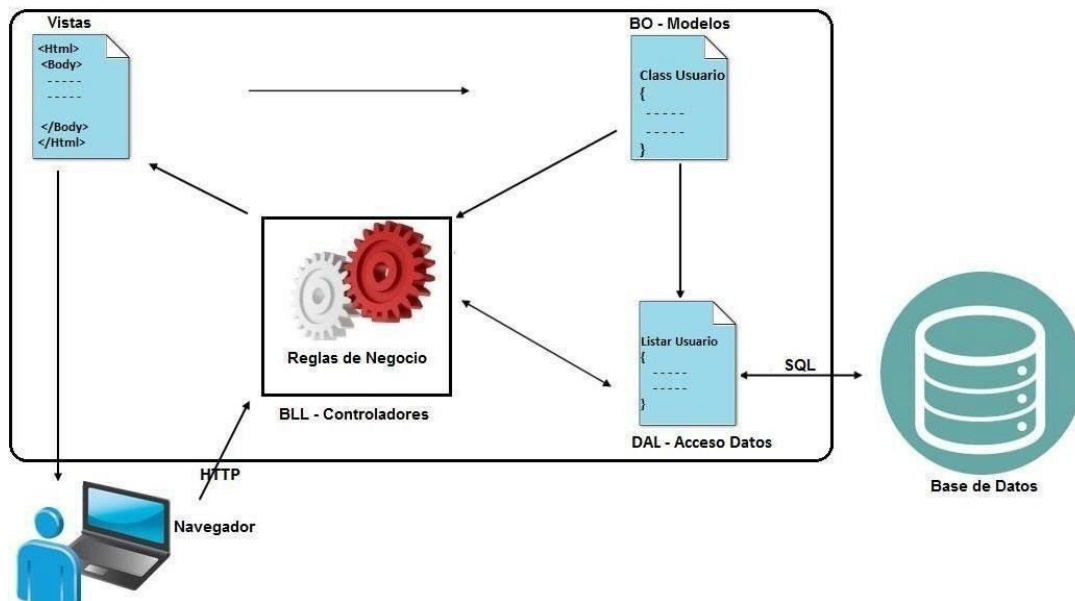 Vistas
<Html>
<Body>
- - - - -
- - - - -
</Body>
</Html>
BO - Modelos
Class Usuario
{
- - - - -
- - - - -
}
Reglas de Negocio
BLL - Controladores
Listar Usuario
{
- - - - -
- - - - -
}
DAL - Acceso Datos
SQL
Base de Datos
HTTP
Navegador